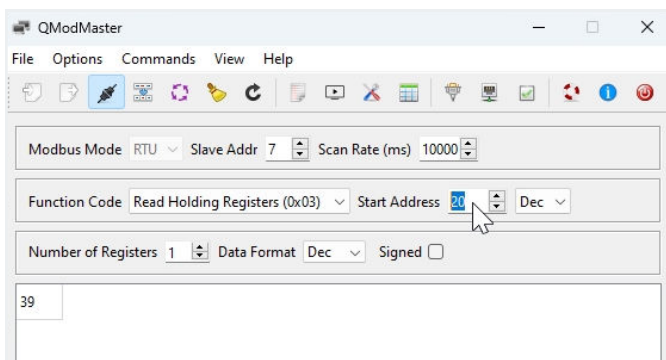 QModMaster
File Options Commands View Help
Modbus Mode RTU Slave Addr 7 Scan Rate (ms) 10000
Function Code Read Holding Registers (0x03) Start Address 20 Dec
Number of Registers 1 Data Format Dec Signed
39